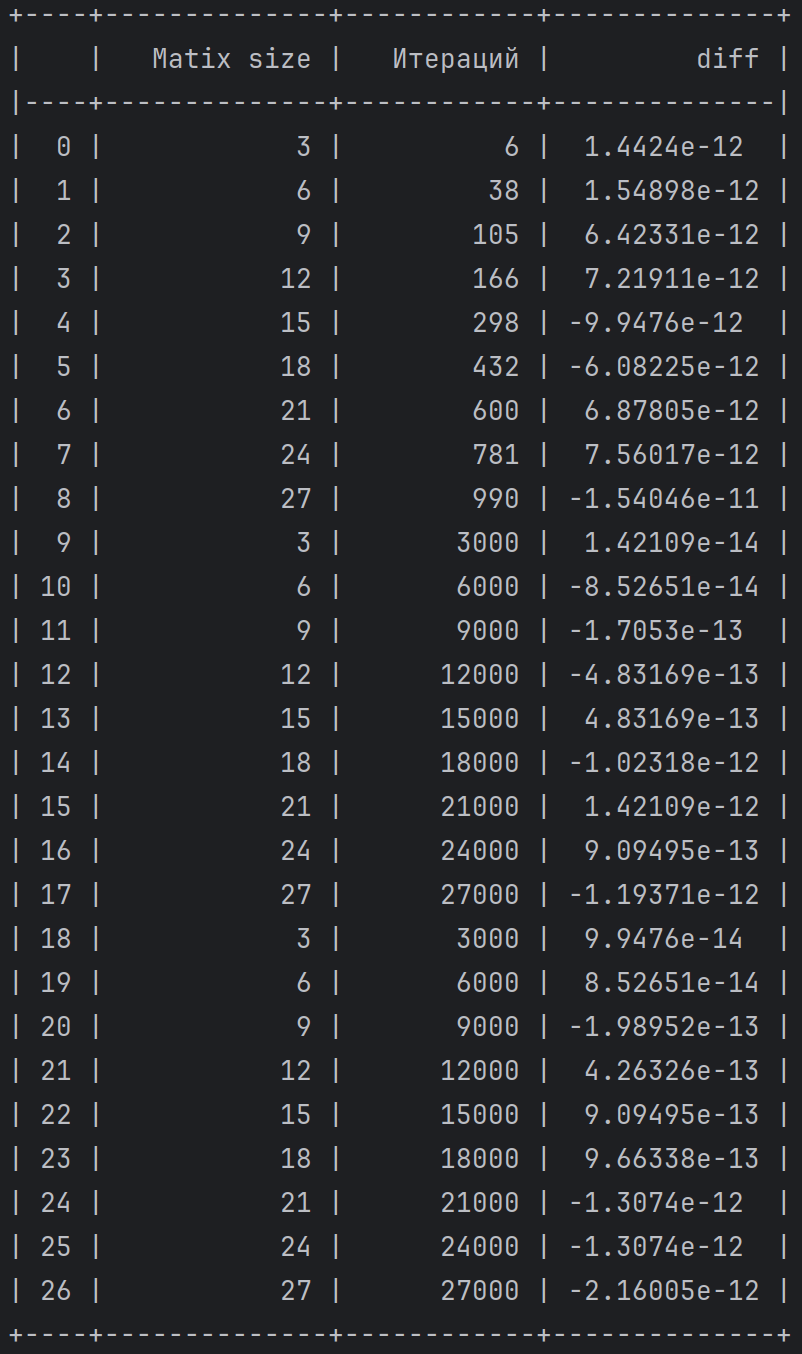 +----+--------------+------------+--------------+
|    |   Matix size |   Итераций |         diff |
|----+--------------+------------+--------------|
|  0 |            3 |          6 |  1.4424e-12  |
|  1 |            6 |         38 |  1.54898e-12 |
|  2 |            9 |        105 |  6.42331e-12 |
|  3 |           12 |        166 |  7.21911e-12 |
|  4 |           15 |        298 | -9.9476e-12  |
|  5 |           18 |        432 | -6.08225e-12 |
|  6 |           21 |        600 |  6.87805e-12 |
|  7 |           24 |        781 |  7.56017e-12 |
|  8 |           27 |        990 | -1.54046e-11 |
|  9 |            3 |       3000 |  1.42109e-14 |
| 10 |            6 |       6000 | -8.52651e-14 |
| 11 |            9 |       9000 | -1.7053e-13  |
| 12 |           12 |      12000 | -4.83169e-13 |
| 13 |           15 |      15000 |  4.83169e-13 |
| 14 |           18 |      18000 | -1.02318e-12 |
| 15 |           21 |      21000 |  1.42109e-12 |
| 16 |           24 |      24000 |  9.09495e-13 |
| 17 |           27 |      27000 | -1.19371e-12 |
| 18 |            3 |       3000 |  9.9476e-14  |
| 19 |            6 |       6000 |  8.52651e-14 |
| 20 |            9 |       9000 | -1.98952e-13 |
| 21 |           12 |      12000 |  4.26326e-13 |
| 22 |           15 |      15000 |  9.09495e-13 |
| 23 |           18 |      18000 |  9.66338e-13 |
| 24 |           21 |      21000 | -1.3074e-12  |
| 25 |           24 |      24000 | -1.3074e-12  |
| 26 |           27 |      27000 | -2.16005e-12 |
+----+--------------+------------+--------------+